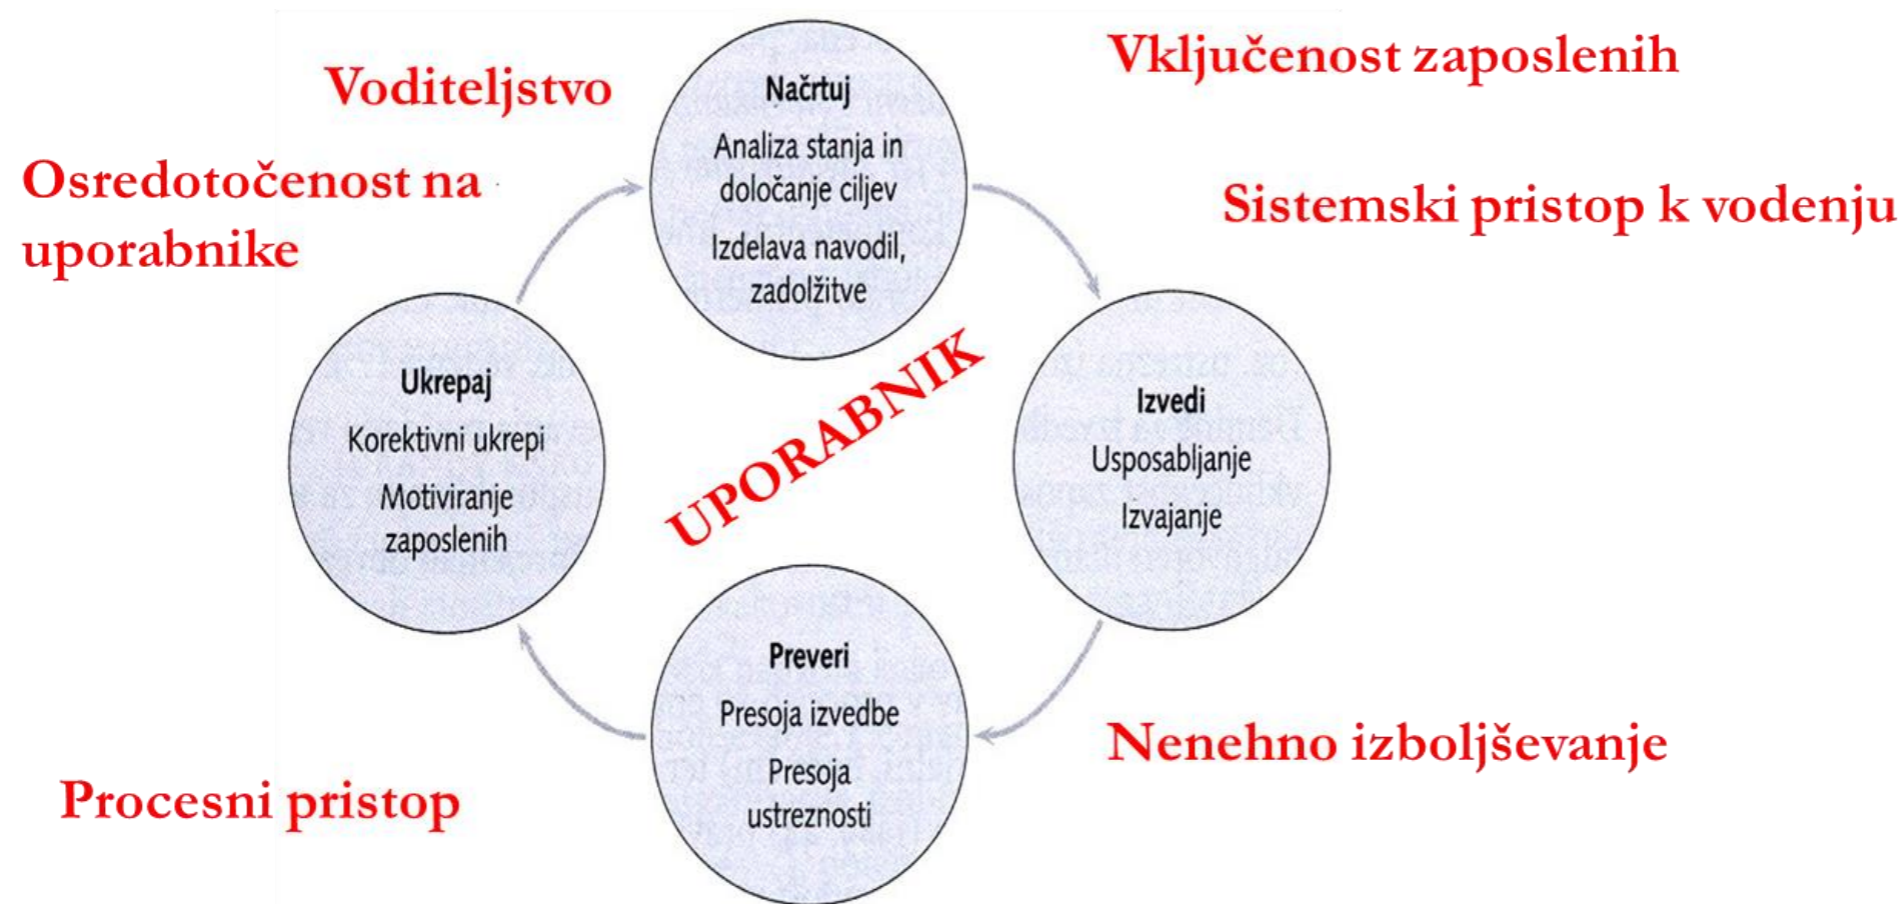 Voditeljstvo
Vključenost zaposlenih
Osredotočenost na
uporabnike
Sistemski pristop k vodenju
Načrtuj
Analiza stanja in
določanje ciljev
Izdelava navodil,
zadolžitve
Ukrepaj
Korektivni ukrepi
Motiviranje
zaposlenih
UPORABNIK
Izvedi
Usposabljanje
Izvajanje
Preveri
Presoja izvedbe
Presoja
ustreznosti
Nenehno izboljševanje
Procesni pristop